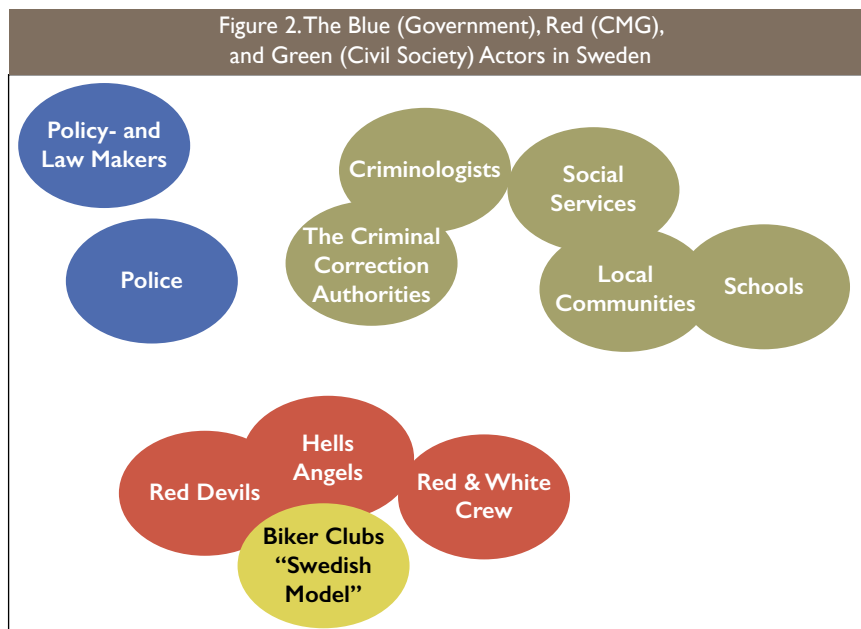 Figure 2. The Blue (Government), Red (CMG),
and Green (Civil Society) Actors in Sweden
Policy- and
Law Makers
Criminologists
Social
Services
Police
The Criminal
Correction
Authorities
Local
Communities
Schools
Hells
Angels
Red Devils
Red & White
Crew
Biker Clubs
“Swedish
Model”